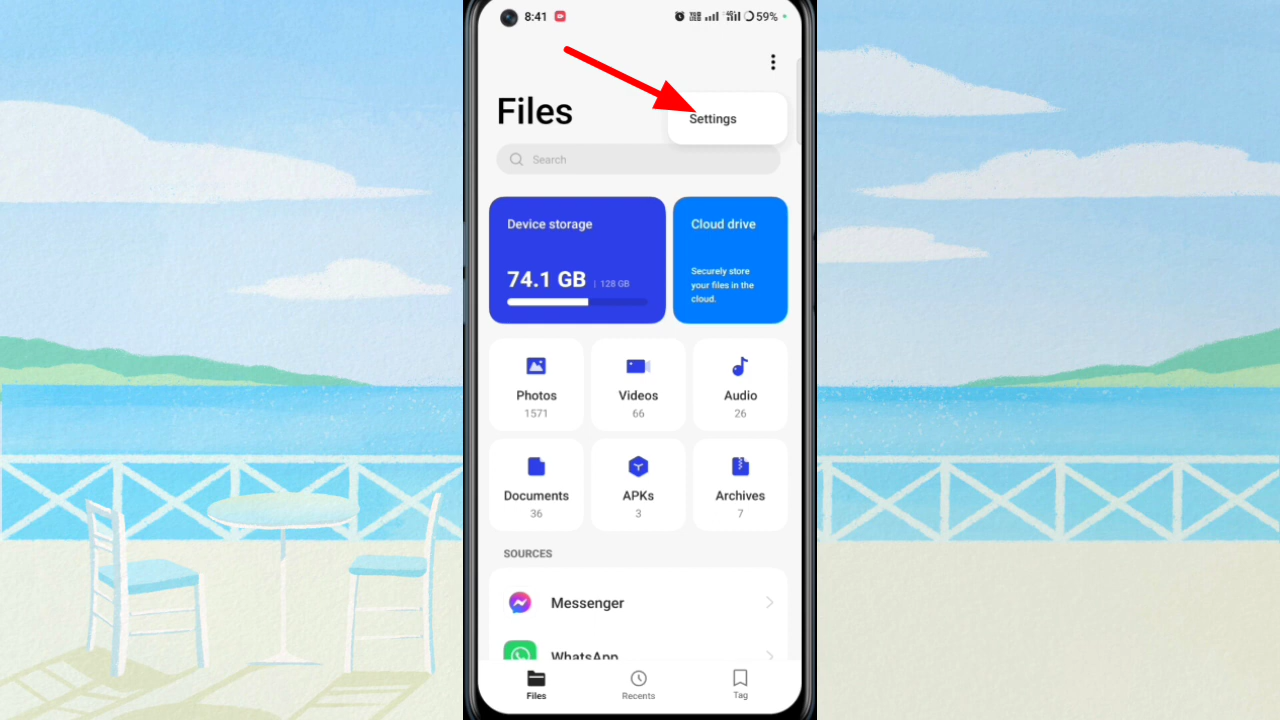 8:41
59%
Settings
Files
Search
Device storage
74.1 GB | 128 GB
Cloud drive
Securely store
your files in the
cloud.
Photos
1571
Videos
66
Audio
26
Documents
36
APKs
3
Archives
7
SOURCES
Messenger
WhatsApp
Files
Recents
Tag